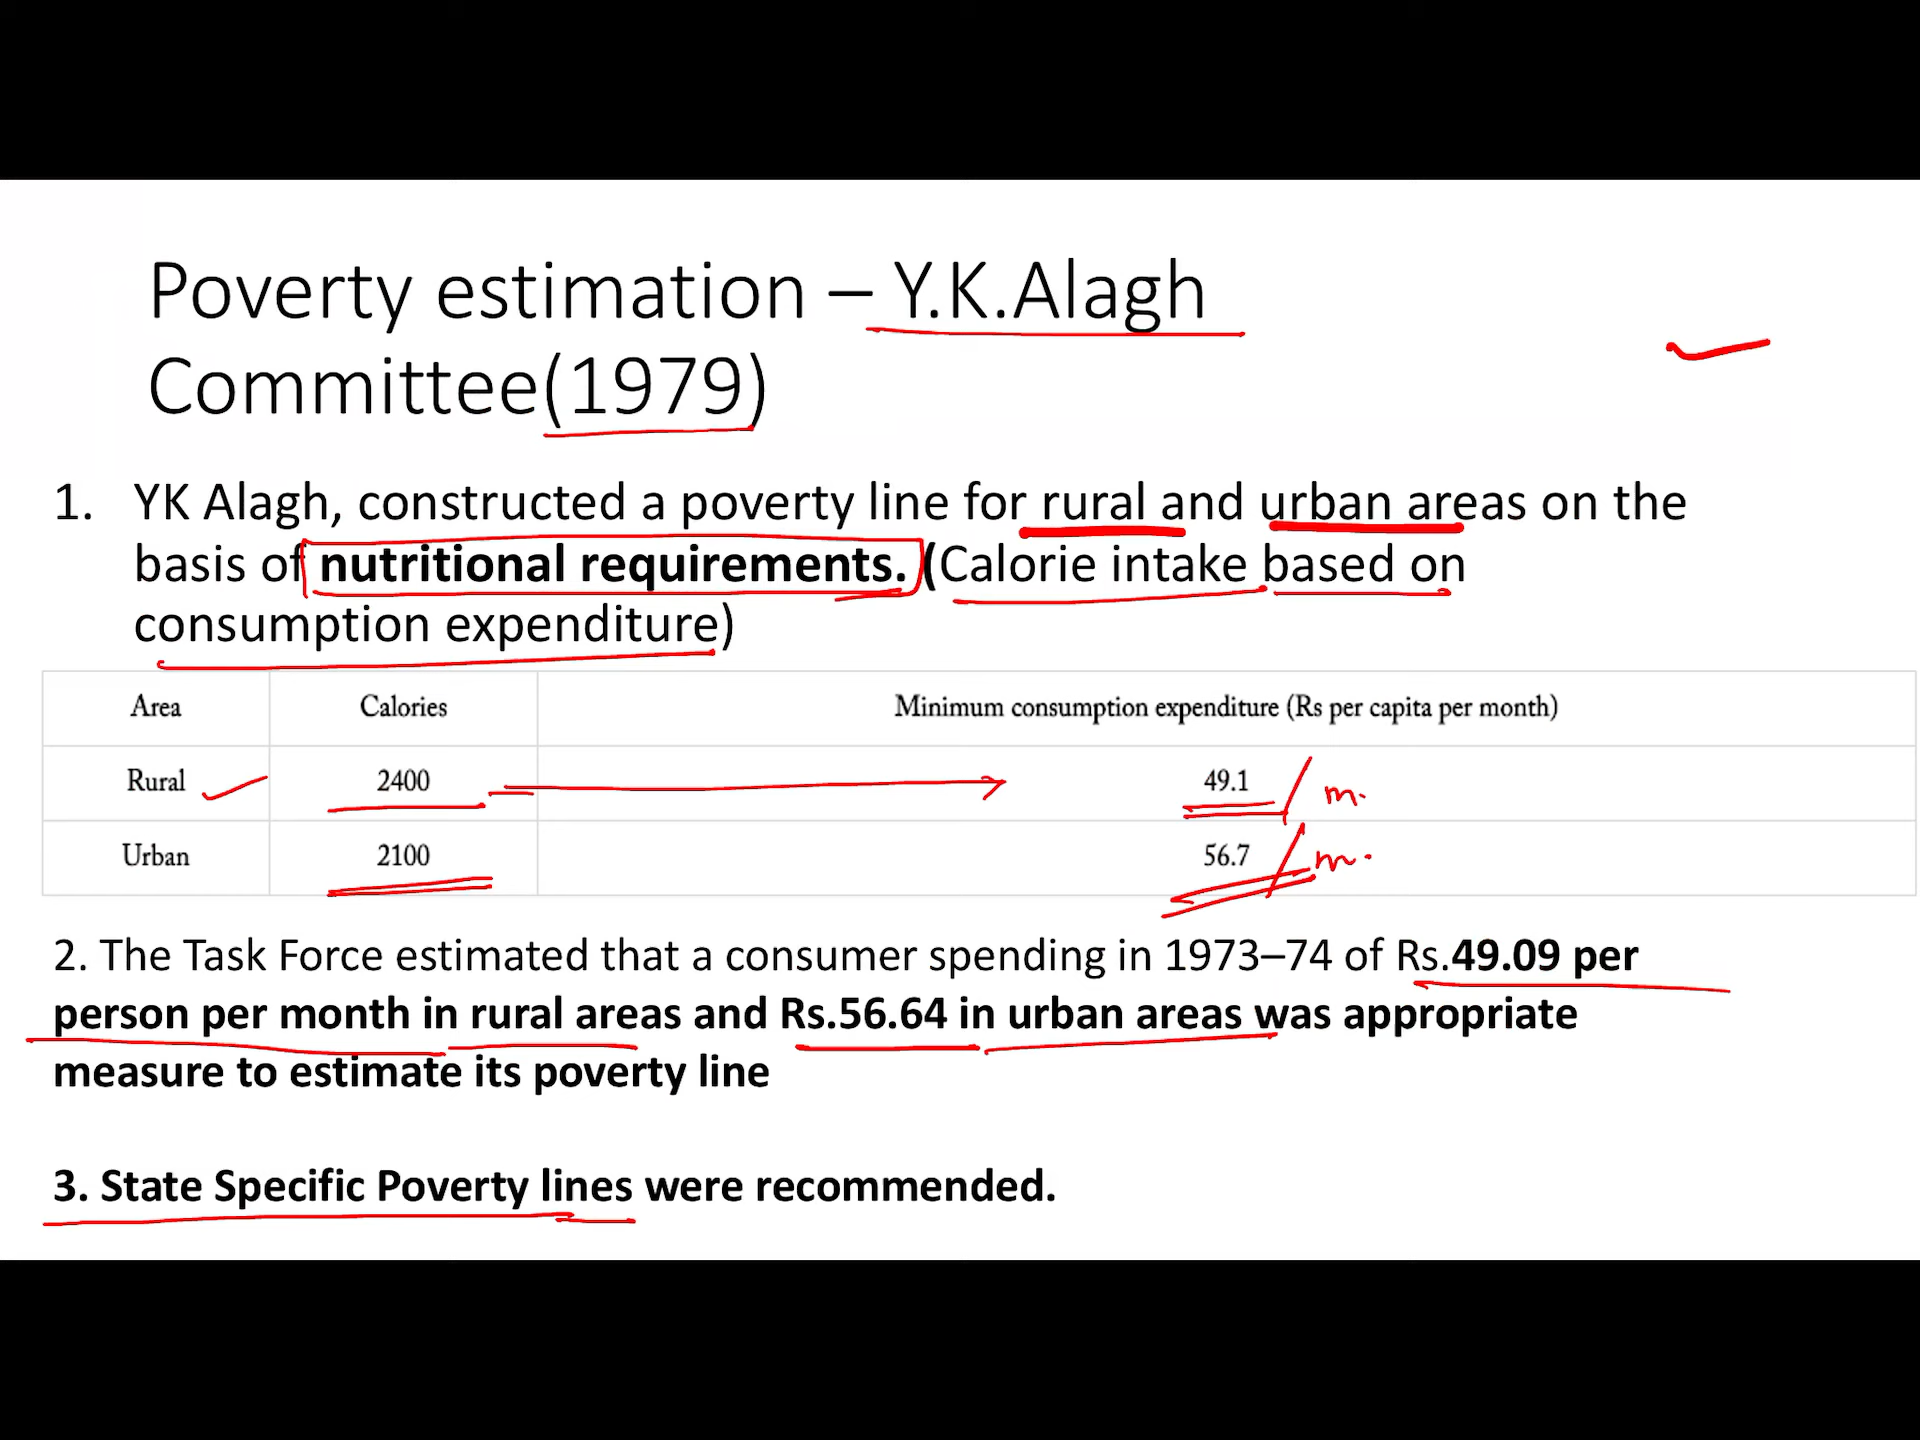 Poverty estimation – Y.K.Alagh
Committee(1979)
1. YK Alagh, constructed a poverty line for rural and urban areas on the
basis of nutritional requirements. (Calorie intake based on
consumption expenditure)
Area Calories Minimum consumption expenditure (Rs per capita per month)
Rural 2400 49.1 / m.
Urban 2100 56.7 / m.
2. The Task Force estimated that a consumer spending in 1973–74 of Rs.49.09 per
person per month in rural areas and Rs.56.64 in urban areas was appropriate
measure to estimate its poverty line
3. State Specific Poverty lines were recommended.